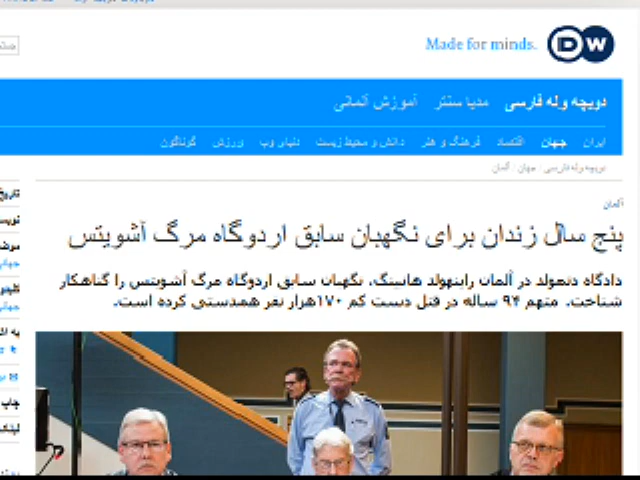 Made for minds.
DW
دویچه وله فارسی مدیا سنتر آموزش آلمانی
ایران جهان اقتصاد فرهنگ و هنر دانش و محیط زیست دنیای وب ورزش گوناگون
دویچه وله فارسی / جهان / آلمان
آلمان
پنج سال زندان برای نگهبان سابق اردوگاه مرگ آشویتس
دادگاه دتمولد در آلمان راینهولد هانینگ، نگهبان سابق اردوگاه مرگ آشویتس را گناهکار
شناخت. متهم ۹۴ ساله در قتل دست کم ۱۷۰هزار نفر همدستی کرده است.
چاپ